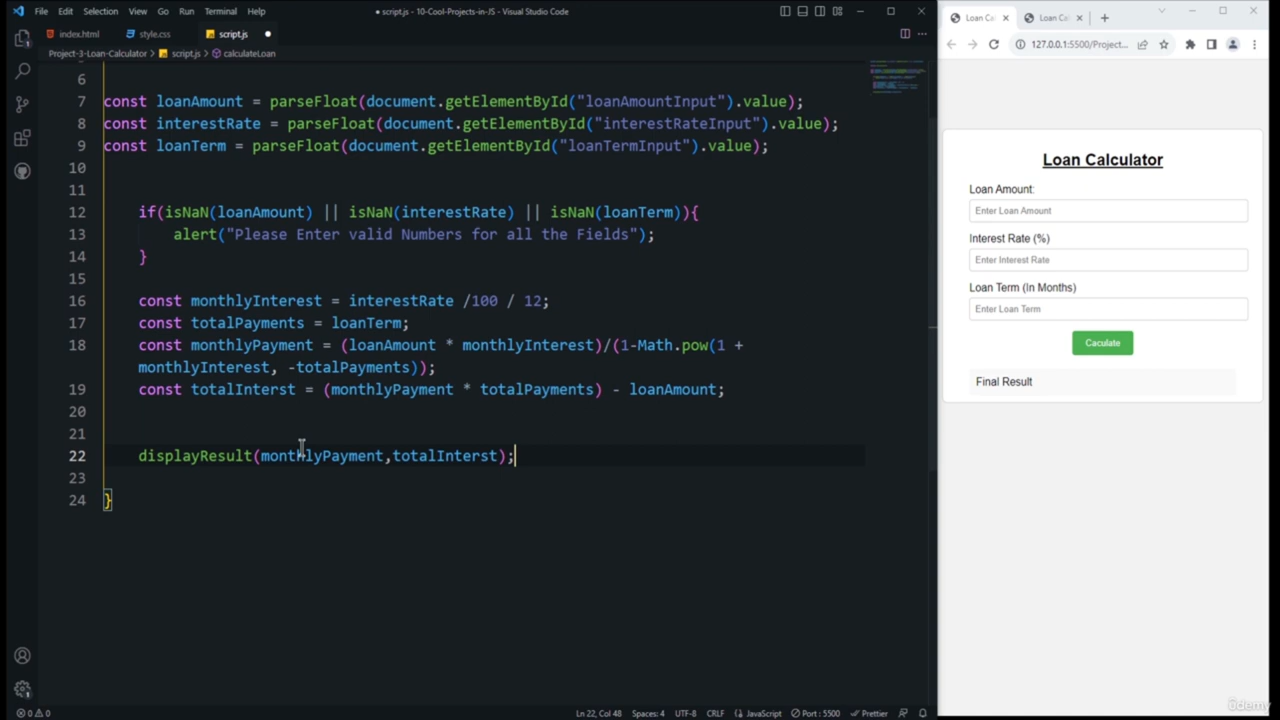 File Edit Selection View Go Run Terminal Help
● script.js - 10-Cool-Projects-in-JS - Visual Studio Code
index.html style.css script.js ●
Project-3-Loan-Calculator > script.js > calculateLoan
6
7 const loanAmount = parseFloat(document.getElementById("loanAmountInput").value);
8 const interestRate = parseFloat(document.getElementById("interestRateInput").value);
9 const loanTerm = parseFloat(document.getElementById("loanTermInput").value);
10
11
12 if(isNaN(loanAmount) || isNaN(interestRate) || isNaN(loanTerm)){
13 alert("Please Enter valid Numbers for all the Fields");
14 }
15
16 const monthlyInterest = interestRate /100 / 12;
17 const totalPayments = loanTerm;
18 const monthlyPayment = (loanAmount * monthlyInterest)/(1-Math.pow(1 +
monthlyInterest, -totalPayments));
19 const totalInterst = (monthlyPayment * totalPayments) - loanAmount;
20
21
22 displayResult(monthlyPayment,totalInterst);
23
24 }
0 0 Ln 22, Col 48 Spaces: 4 UTF-8 CRLF JavaScript Port : 5500 Prettier
Loan Cal Loan Cal
127.0.0.1:5500/Project...
Loan Calculator
Loan Amount:
Enter Loan Amount
Interest Rate (%)
Enter Interest Rate
Loan Term (In Months)
Enter Loan Term
Caculate
Final Result
ûdemy